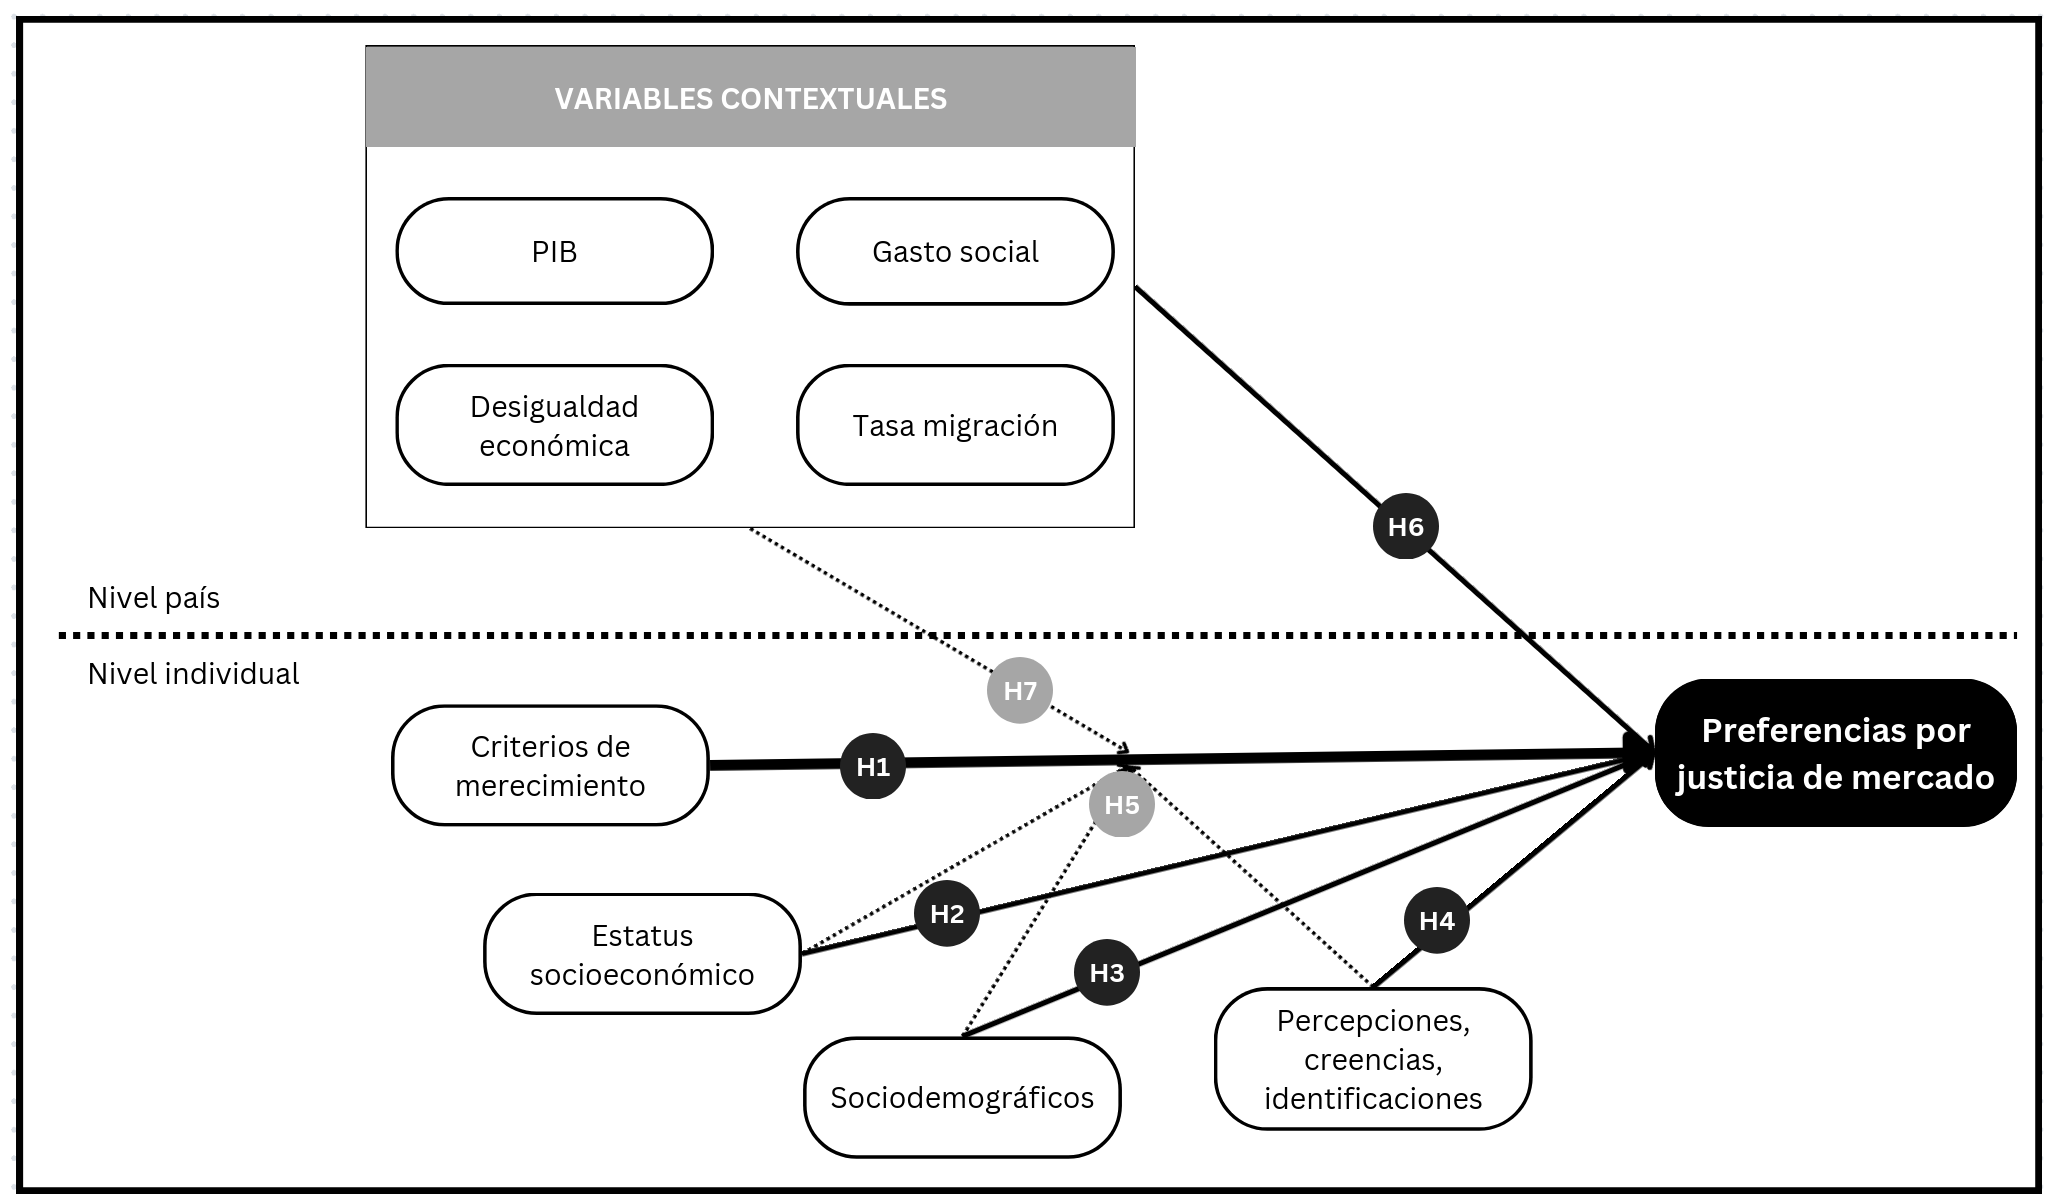 VARIABLES CONTEXTUALES
PIB
Gasto social
Desigualdad
económica
Tasa migración
H6
Nivel país
Nivel individual
H7
Criterios de
merecimiento
H1
Preferencias por
justicia de mercado
H5
Estatus
socioeconómico
H2
H4
H3
Sociodemográficos
Percepciones,
creencias,
identificaciones